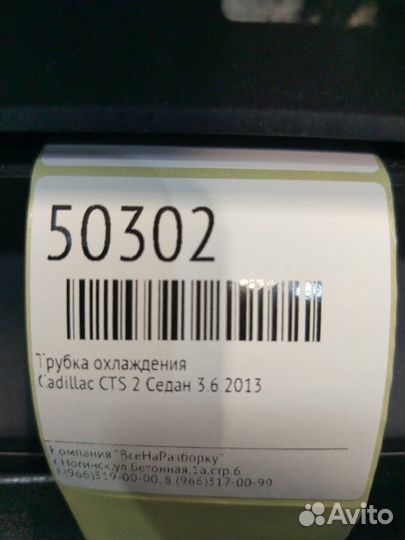 50302
Трубка охлаждения
Cadillac CTS 2 Седан 3.6 2013
Компания "ВсеНаРазборку"
г.Ногинск,ул.Бетонная,1а,стр.6
8 (966)319-00-00, 8 (966)317-00-99
Avito